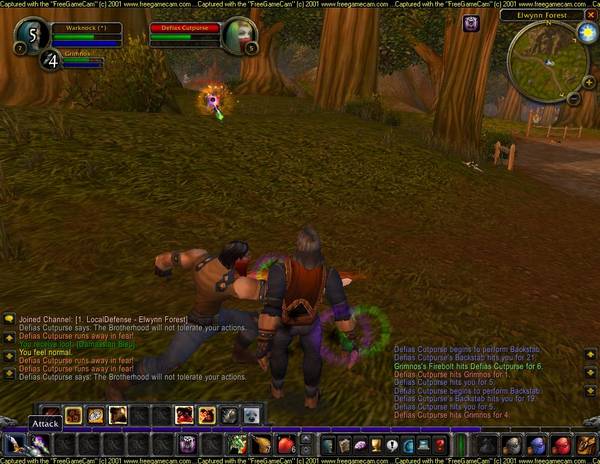 Captured with the "FreeGameCam" (c) 2001 www.freegamecam.com ...Captured with the "FreeGameCam" (c) 2001 www.freegamecam.com ...Captured with the "FreeGameCam" (c) 2001 www.freegamecam.com
Warknock (*)
Defias Cutpurse
Elwynn Forest
5
7
5
4
Joined Channel: [1. LocalDefense - Elwynn Forest]
Defias Cutpurse says: The Brotherhood will not tolerate your actions.
Defias Cutpurse runs away in fear!
You feel normal.
Defias Cutpurse runs away in fear!
Defias Cutpurse runs away in fear!
Defias Cutpurse says: The Brotherhood will not tolerate your actions.
Defias Cutpurse begins to perform Backstab.
Defias Cutpurse's Backstab hits you for 21.
Grimnos's Firebolt hits Defias Cutpurse for 6.
Defias Cutpurse hits Grimnos for 1.
Defias Cutpurse hits you for 5.
Defias Cutpurse begins to perform Backstab.
Defias Cutpurse's Backstab hits you for 19.
Defias Cutpurse hits you for 5.
Defias Cutpurse hits Grimnos for 4.
Attack
Captured with the "FreeGameCam" (c) 2001 www.freegamecam.com ...Captured with the "FreeGameCam" (c) 2001 www.freegamecam.com ...Captured with the "FreeGameCam" (c) 2001 www.freegamecam.com